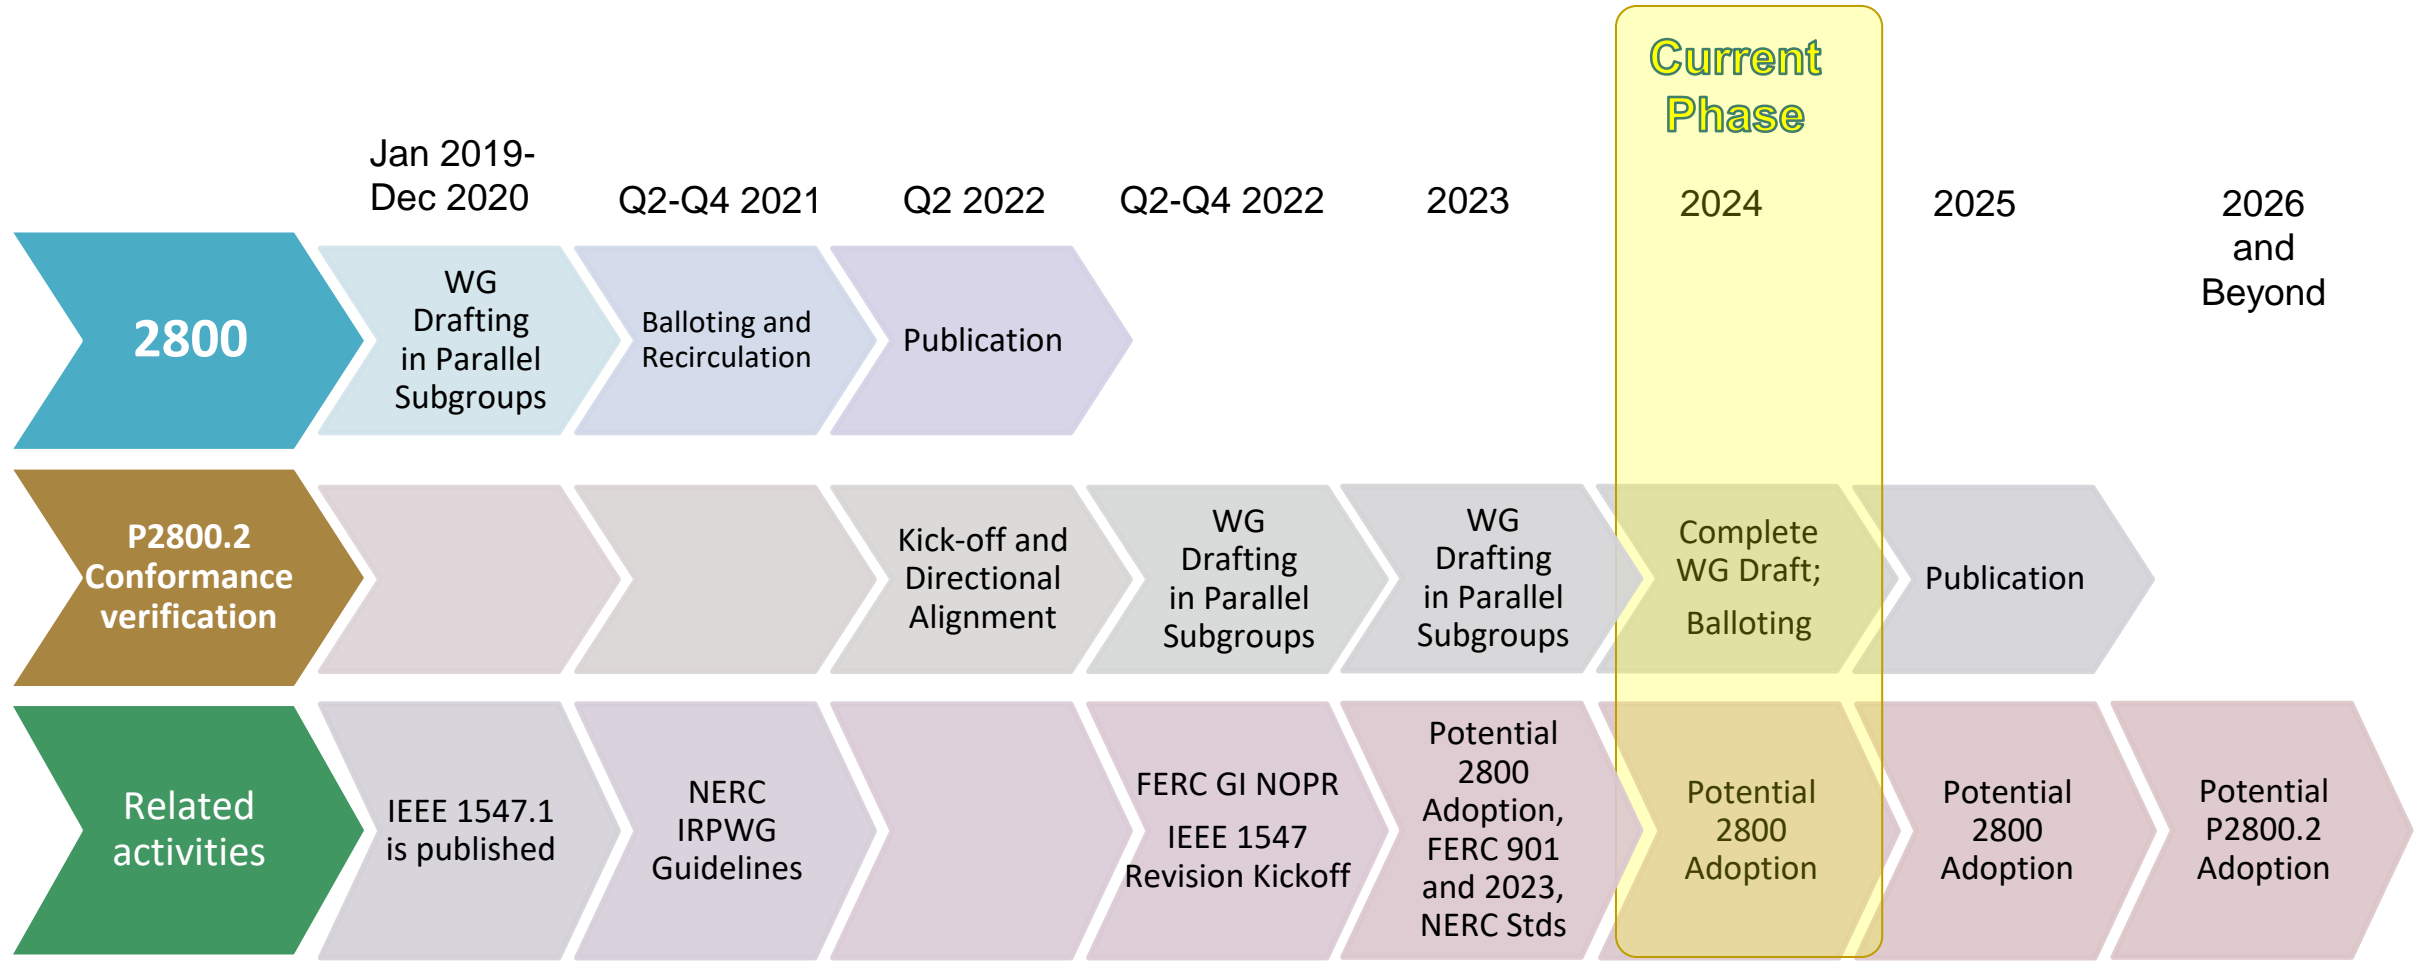 Current
Phase
Jan 2019-
Dec 2020
Q2-Q4 2021
Q2 2022
Q2-Q4 2022
2023
2024
2025
2026
and
Beyond
2800
WG
Drafting
in Parallel
Subgroups
Balloting and
Recirculation
Publication
P2800.2
Conformance
verification
Kick-off and
Directional
Alignment
WG
Drafting
in Parallel
Subgroups
WG
Drafting
in Parallel
Subgroups
Complete
WG Draft;
Balloting
Publication
Related
activities
IEEE 1547.1
is published
NERC
IRPWG
Guidelines
FERC GI NOPR
IEEE 1547
Revision Kickoff
Potential
2800
Adoption,
FERC 901
and 2023,
NERC Stds
Potential
2800
Adoption
Potential
2800
Adoption
Potential
P2800.2
Adoption